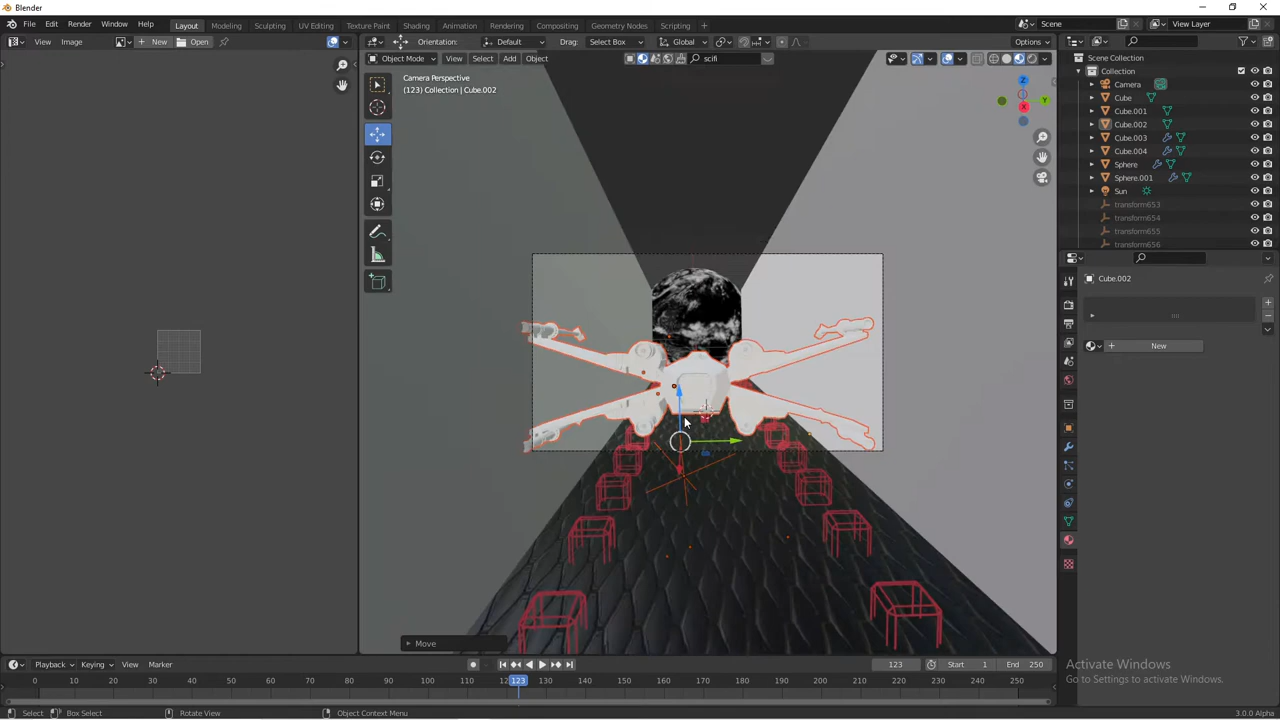 Blender
File Edit Render Window Help Layout Modeling Sculpting UV Editing Texture Paint Shading Animation Rendering Compositing Geometry Nodes Scripting + Scene View Layer
View Image New Open Orientation: Default Drag: Select Box Global Options
Object Mode View Select Add Object scifi
Camera Perspective
(123) Collection | Cube.002
Scene Collection
Collection
Camera
Cube
Cube.001
Cube.002
Cube.003
Cube.004
Sphere
Sphere.001
Sun
transform653
transform654
transform655
transform656
Cube.002
New
Move
Playback Keying View Marker 123 Start 1 End 250
0 10 20 30 40 50 60 70 80 90 100 110 12 123 130 140 150 160 170 180 190 200 210 220 230 240 250
Activate Windows
Go to Settings to activate Windows.
Select Box Select Rotate View Object Context Menu 3.0.0 Alpha